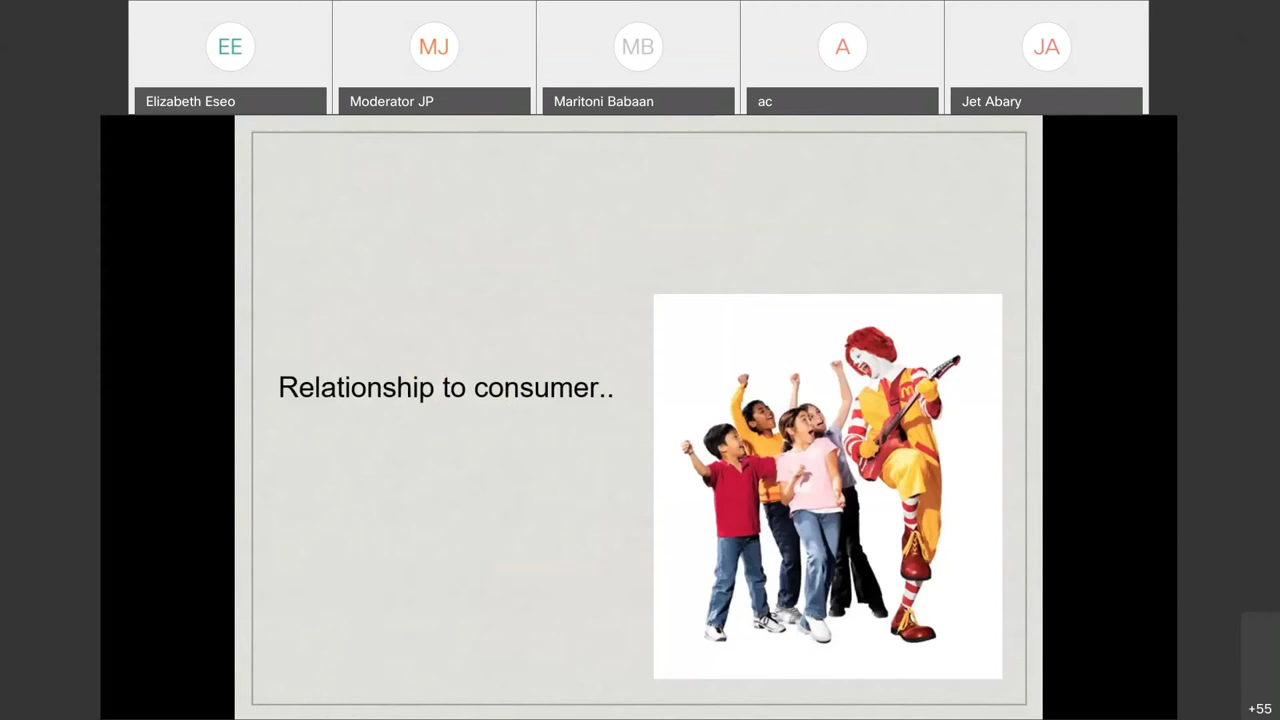 EE
MJ
MB
A
JA
Elizabeth Eseo
Moderator JP
Maritoni Babaan
ac
Jet Abary
Relationship to consumer..
+55